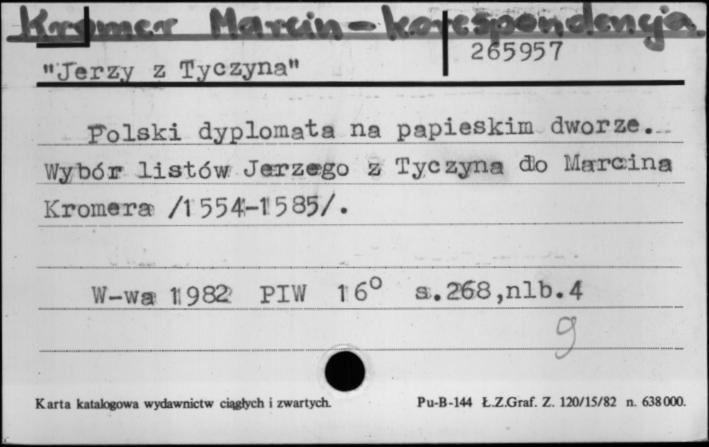 Kromer Marcin - korespondencja
265957
"Jerzy z Tyczyna"
Polski dyplomata na papieskim dworze.
Wybór listów Jerzego z Tyczyna do Marcina
Kromera /1554-1585/.
W-wa 1982 PIW 16° s.268,nlb.4
9
Karta katalogowa wydawnictw ciągłych i zwartych. Pu-B-144 Ł.Z.Graf. Z. 120/15/82 n. 638000.